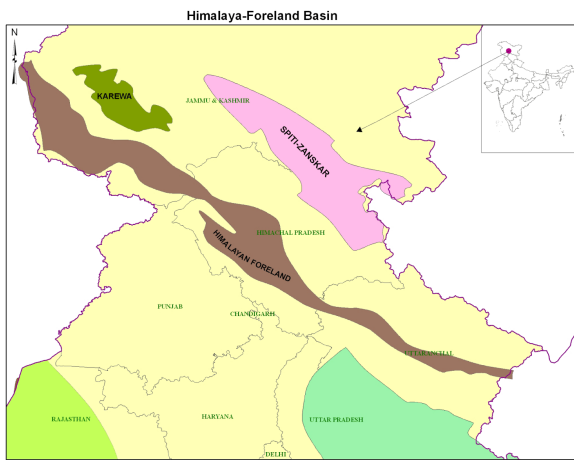 Himalaya-Foreland Basin
N
KAREWA
JAMMU & KASHMIR
SPITI-ZANSKAR
HIMACHAL PRADESH
HIMALAYAN FORELAND
PUNJAB
CHANDIGARH
UTTARANCHAL
RAJASTHAN
HARYANA
UTTAR PRADESH
DELHI